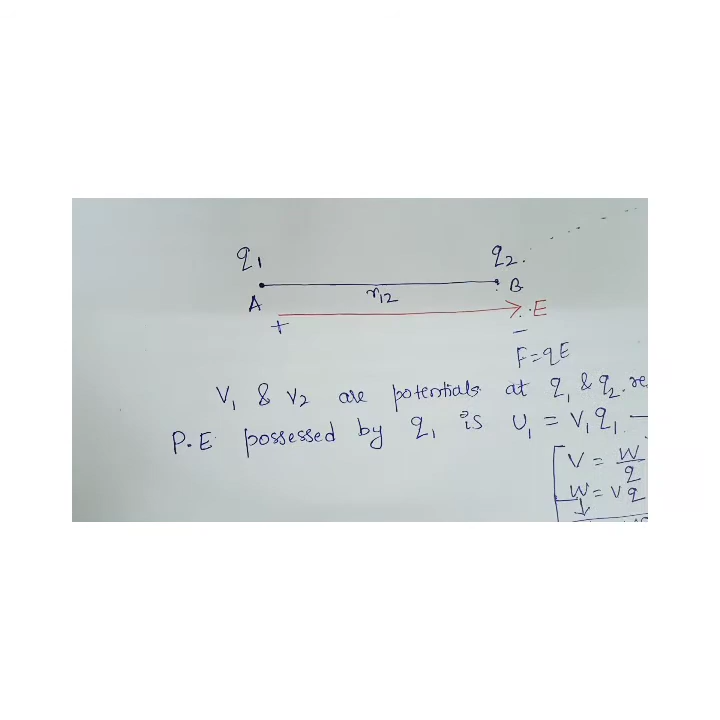 q1 q2.
A r12 B
+ E
–
F = qE
V1 & V2 are potentials at q1 & q2. re
P.E possessed by q1 is U1 = V1 q1 —
V = W/q
W = Vq
↓